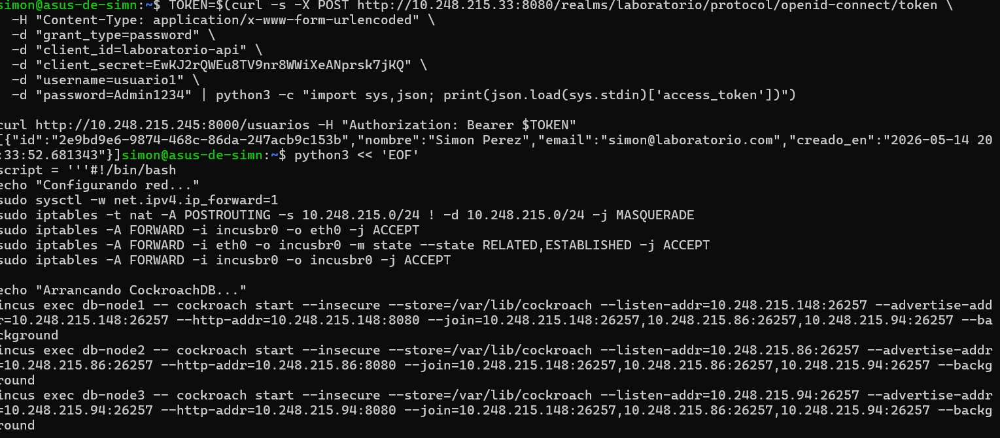 simon@asus-de-simn:~$ TOKEN=$(curl -s -X POST http://10.248.215.33:8080/realms/laboratorio/protocol/openid-connect/token \
  -H "Content-Type: application/x-www-form-urlencoded" \
  -d "grant_type=password" \
  -d "client_id=laboratorio-api" \
  -d "client_secret=EwKJ2rQWEu8TV9nr8WWiXeANprsk7jKQ" \
  -d "username=usuario1" \
  -d "password=Admin1234" | python3 -c "import sys,json; print(json.load(sys.stdin)['access_token'])")

curl http://10.248.215.245:8000/usuarios -H "Authorization: Bearer $TOKEN"
[{"id":"2e9bd9e6-9874-468c-86da-247acb9c153b","nombre":"Simon Perez","email":"simon@laboratorio.com","creado_en":"2026-05-14 20
:33:52.681343"}]simon@asus-de-simn:~$ python3 << 'EOF'
script = '''#!/bin/bash
echo "Configurando red..."
sudo sysctl -w net.ipv4.ip_forward=1
sudo iptables -t nat -A POSTROUTING -s 10.248.215.0/24 ! -d 10.248.215.0/24 -j MASQUERADE
sudo iptables -A FORWARD -i incusbr0 -o eth0 -j ACCEPT
sudo iptables -A FORWARD -i eth0 -o incusbr0 -m state --state RELATED,ESTABLISHED -j ACCEPT
sudo iptables -A FORWARD -i incusbr0 -o incusbr0 -j ACCEPT

echo "Arrancando CockroachDB..."
incus exec db-node1 -- cockroach start --insecure --store=/var/lib/cockroach --listen-addr=10.248.215.148:26257 --advertise-add
r=10.248.215.148:26257 --http-addr=10.248.215.148:8080 --join=10.248.215.148:26257,10.248.215.86:26257,10.248.215.94:26257 --ba
ckground
incus exec db-node2 -- cockroach start --insecure --store=/var/lib/cockroach --listen-addr=10.248.215.86:26257 --advertise-addr
=10.248.215.86:26257 --http-addr=10.248.215.86:8080 --join=10.248.215.148:26257,10.248.215.86:26257,10.248.215.94:26257 --backg
round
incus exec db-node3 -- cockroach start --insecure --store=/var/lib/cockroach --listen-addr=10.248.215.94:26257 --advertise-addr
=10.248.215.94:26257 --http-addr=10.248.215.94:8080 --join=10.248.215.148:26257,10.248.215.86:26257,10.248.215.94:26257 --backg
round